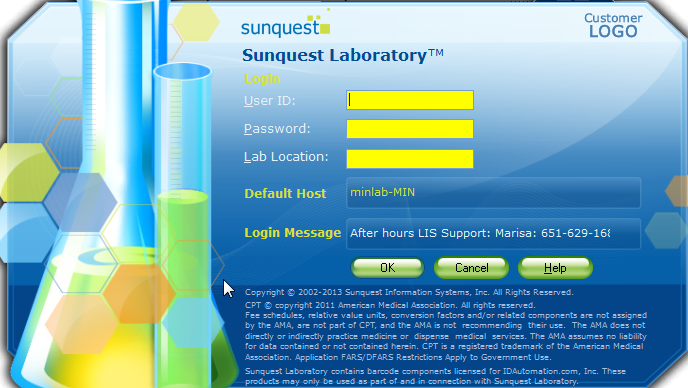 sunquest
Customer
LOGO
Sunquest Laboratory™
Login
User ID:
Password:
Lab Location:
Default Host minlab-MIN
Login Message After hours LIS Support: Marisa: 651-629-16
OK Cancel Help
Copyright © 2002-2013 Sunquest Information Systems, Inc. All Rights Reserved.
CPT © copyright 2011 American Medical Association. All rights reserved.
Fee schedules, relative value units, conversion factors and/or related components are not assigned
by the AMA, are not part of CPT, and the AMA is not recommending their use. The AMA does not
directly or indirectly practice medicine or dispense medical services. The AMA assumes no liability
for data contained or not contained herein. CPT is a registered trademark of the American Medical
Association. Application FARS/DFARS Restrictions Apply to Government Use.
Sunquest Laboratory contains barcode components licensed for IDAutomation.com, Inc. These
products may only be used as part of and in connection with Sunquest Laboratory.